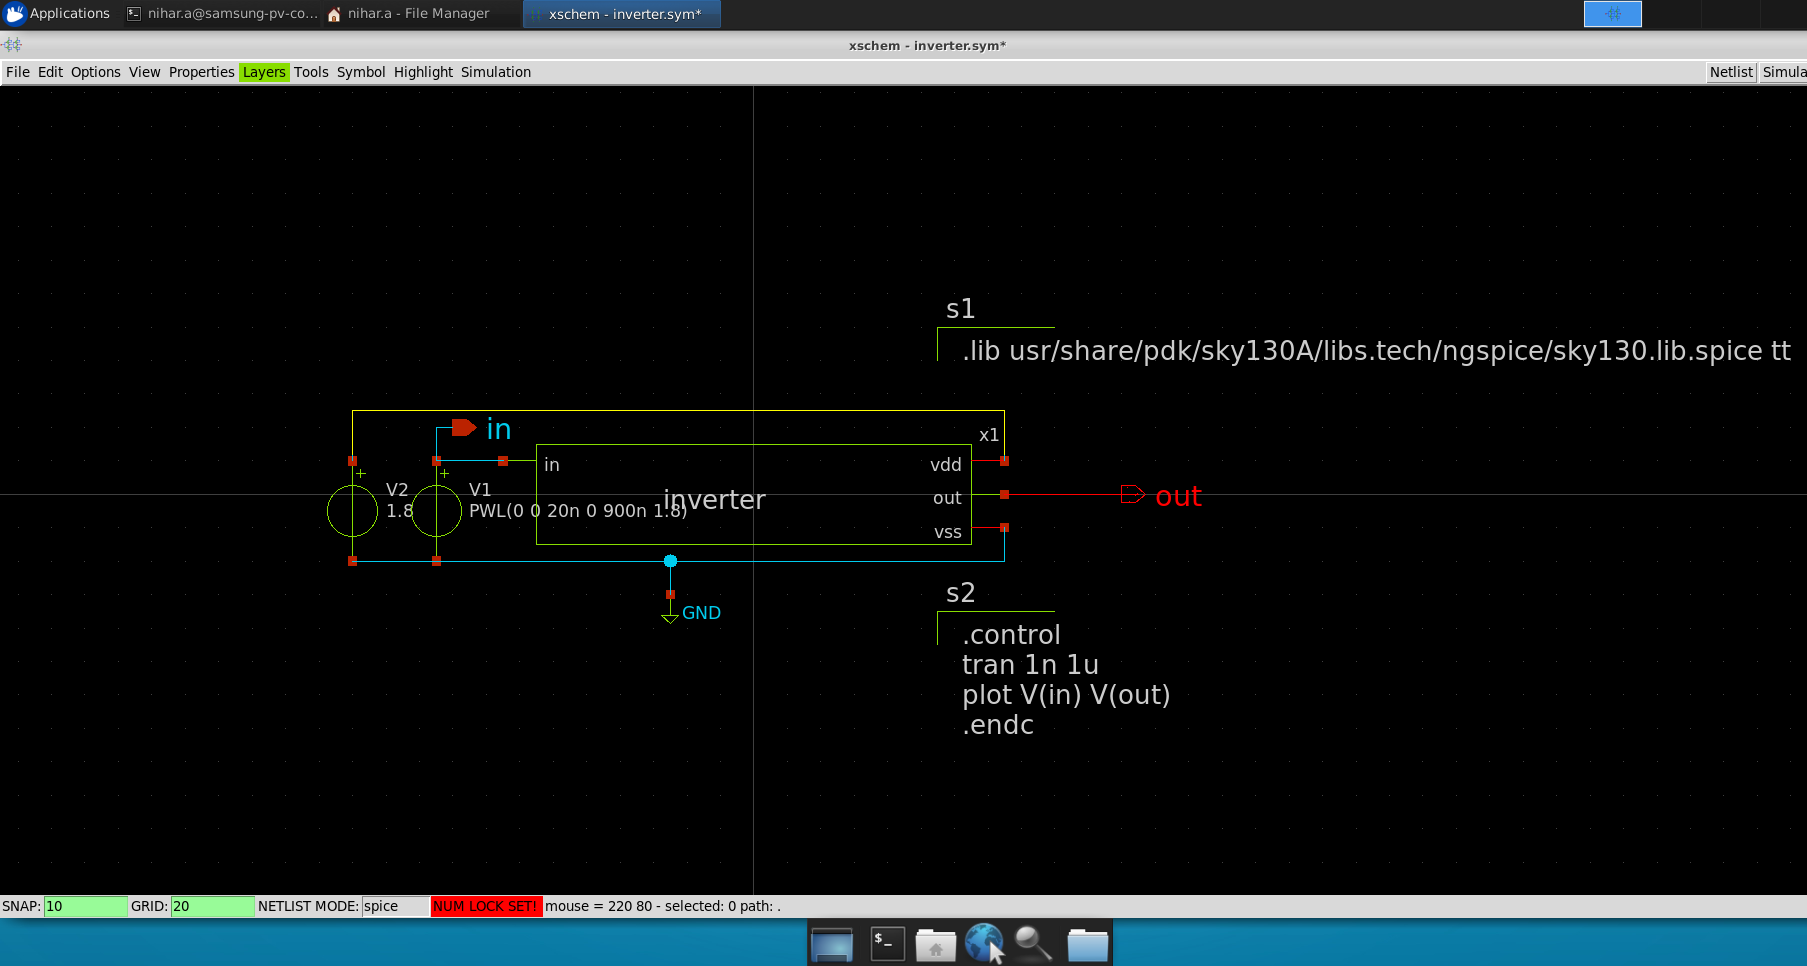 Applications nihar.a@samsung-pv-co... nihar.a - File Manager xschem - inverter.sym*
xschem - inverter.sym*
File Edit Options View Properties Layers Tools Symbol Highlight Simulation Netlist Simula
s1
.lib usr/share/pdk/sky130A/libs.tech/ngspice/sky130.lib.spice tt
in
x1
+ + in vdd
V2 V1
1.8 PWL(0 0 20n 0 900n 1.8) inverter out out
vss
GND
s2
.control
tran 1n 1u
plot V(in) V(out)
.endc
SNAP: 10 GRID: 20 NETLIST MODE: spice NUM LOCK SET! mouse = 220 80 - selected: 0 path: .
$_